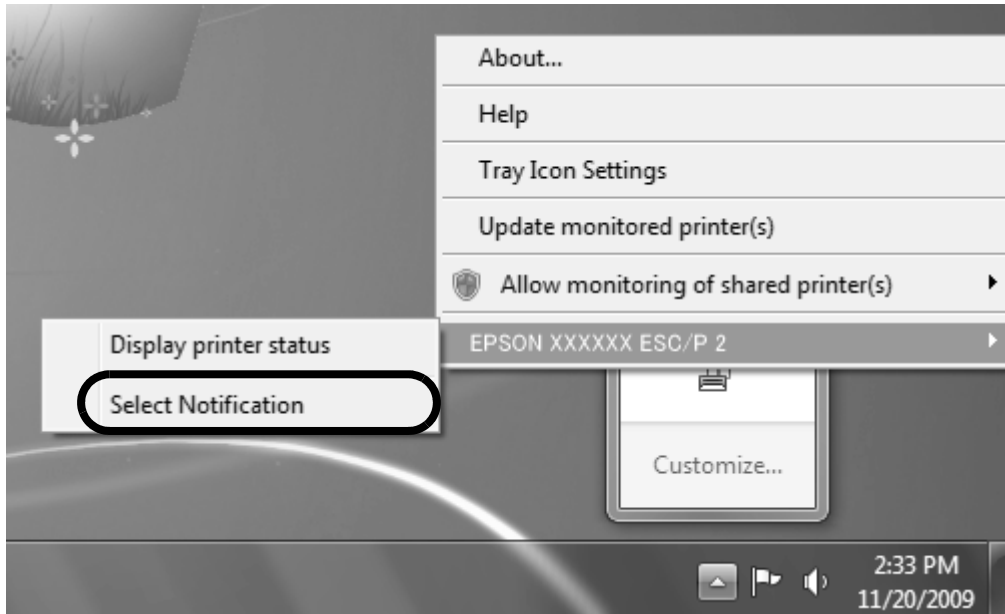 About...
Help
Tray Icon Settings
Update monitored printer(s)
Allow monitoring of shared printer(s)
EPSON XXXXXX ESC/P 2
Display printer status
Select Notification
Customize...
2:33 PM
11/20/2009